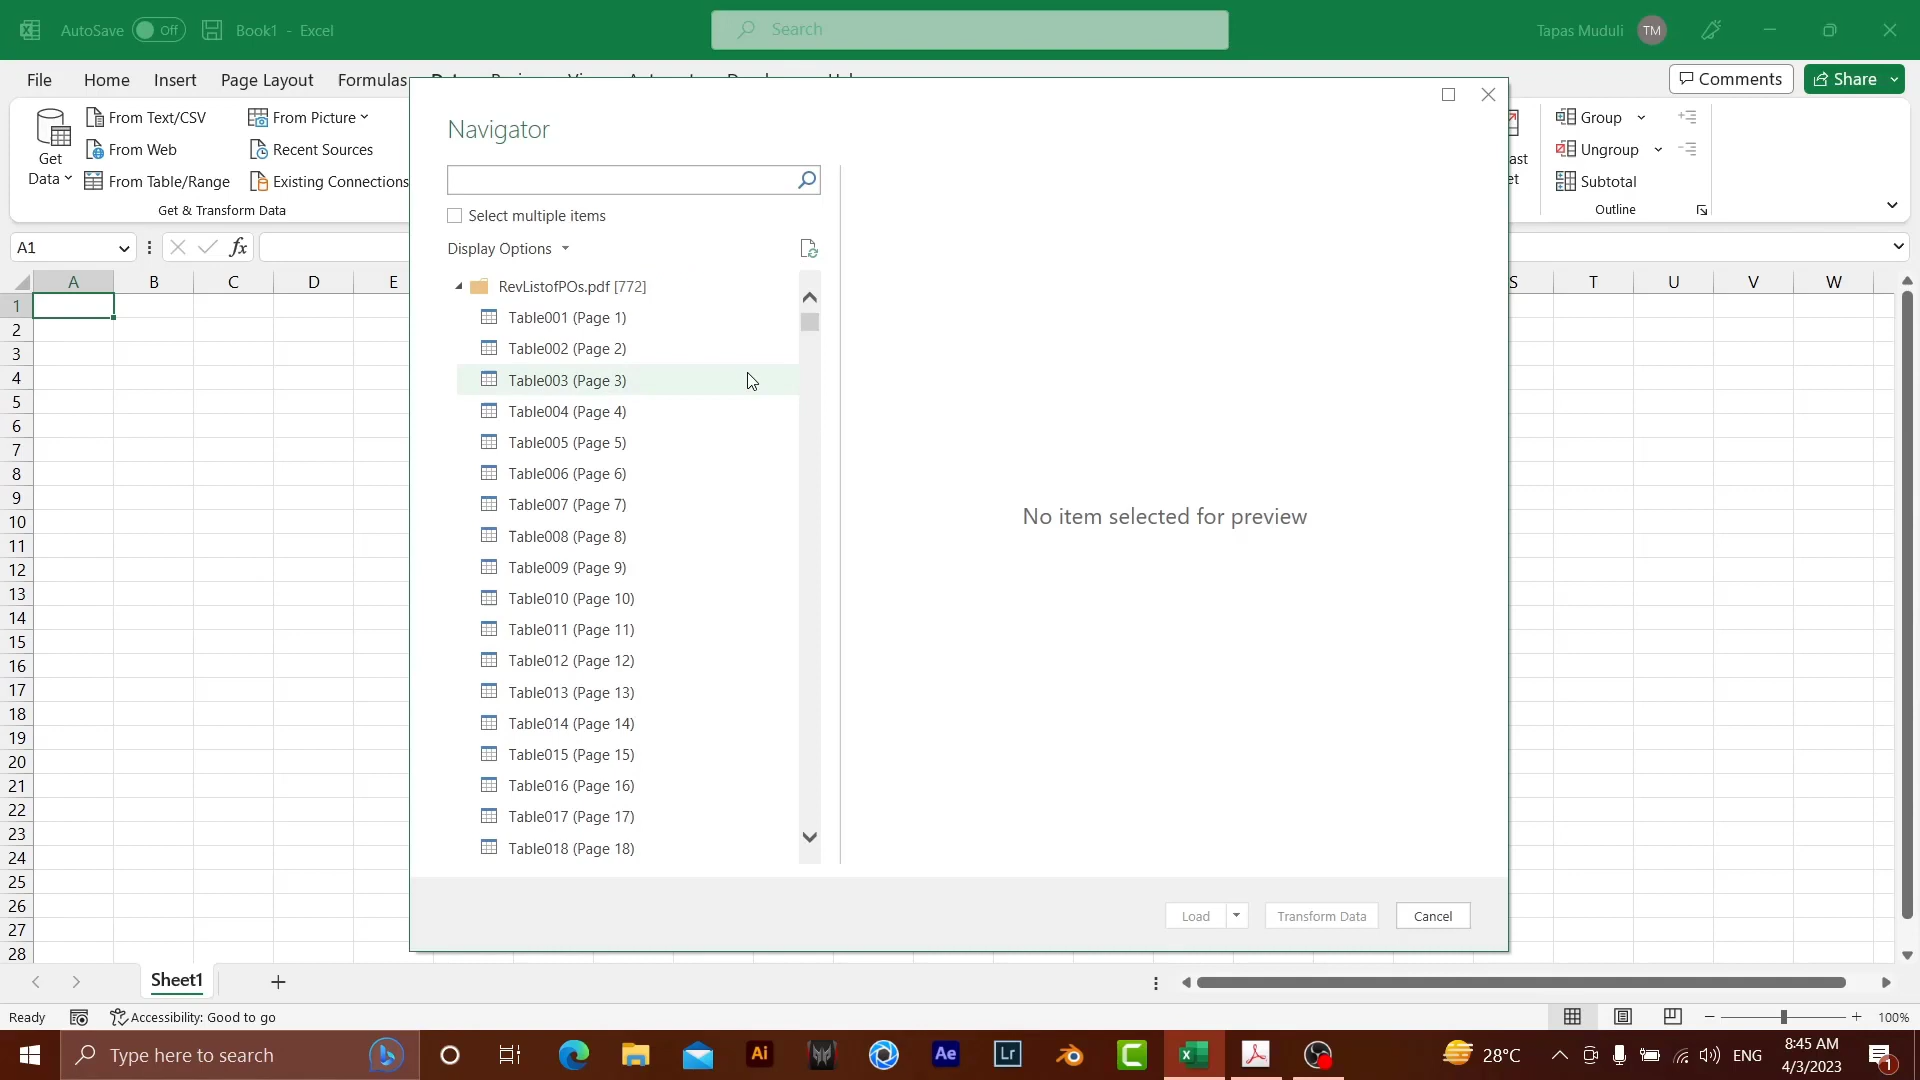 AutoSave Off Book1 - Excel
Search
Tapas Muduli TM
File Home Insert Page Layout Formulas
Comments Share
Get Data
From Text/CSV
From Web
From Table/Range
From Picture
Recent Sources
Existing Connections
Get & Transform Data
Group
Ungroup
Subtotal
Outline
A1
fx
A B C D E S T U V W
1
2
3
4
5
6
7
8
9
10
11
12
13
14
15
16
17
18
19
20
21
22
23
24
25
26
27
28
Navigator
Select multiple items
Display Options
RevListofPOs.pdf [772]
Table001 (Page 1)
Table002 (Page 2)
Table003 (Page 3)
Table004 (Page 4)
Table005 (Page 5)
Table006 (Page 6)
Table007 (Page 7)
Table008 (Page 8)
Table009 (Page 9)
Table010 (Page 10)
Table011 (Page 11)
Table012 (Page 12)
Table013 (Page 13)
Table014 (Page 14)
Table015 (Page 15)
Table016 (Page 16)
Table017 (Page 17)
Table018 (Page 18)
No item selected for preview
Load Transform Data Cancel
Sheet1
Ready Accessibility: Good to go 100%
Type here to search
Ai Ae Lr
28°C ENG
8:45 AM
4/3/2023
1